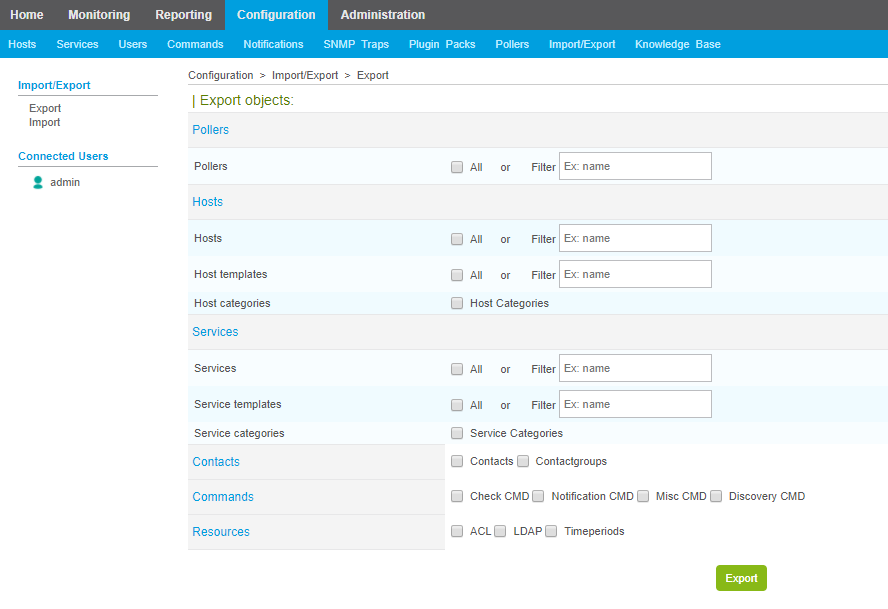 Home Monitoring Reporting Configuration Administration
Hosts Services Users Commands Notifications SNMP Traps Plugin Packs Pollers Import/Export Knowledge Base
Import/Export
Export
Import
Connected Users
admin
Configuration > Import/Export > Export
| Export objects:
Pollers
Pollers All or Filter Ex: name
Hosts
Hosts All or Filter Ex: name
Host templates All or Filter Ex: name
Host categories Host Categories
Services
Services All or Filter Ex: name
Service templates All or Filter Ex: name
Service categories Service Categories
Contacts Contacts Contactgroups
Commands Check CMD Notification CMD Misc CMD Discovery CMD
Resources ACL LDAP Timeperiods
Export